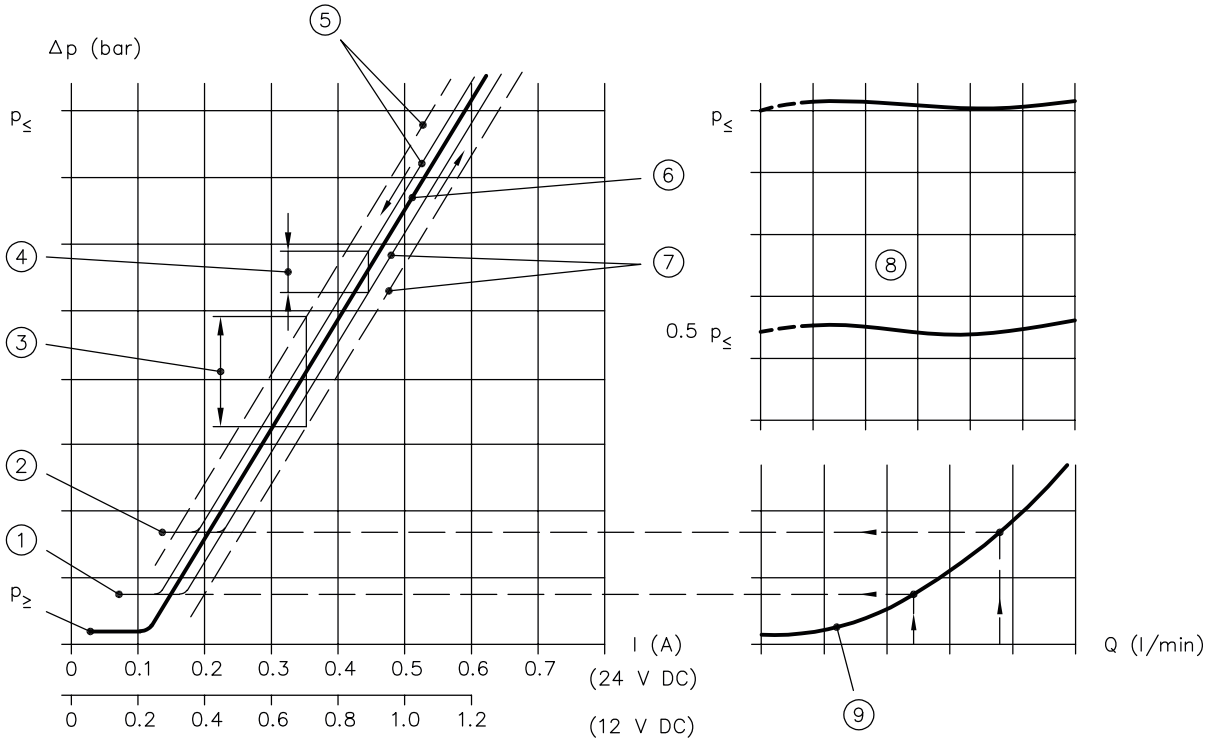 Δp (bar)
5
p≤
p≤
6
4
7
8
3
0.5 p≤
2
1
p≥
I (A)
Q (l/min)
0 0.1 0.2 0.3 0.4 0.5 0.6 0.7
(24 V DC)
9
0 0.2 0.4 0.6 0.8 1.0 1.2
(12 V DC)